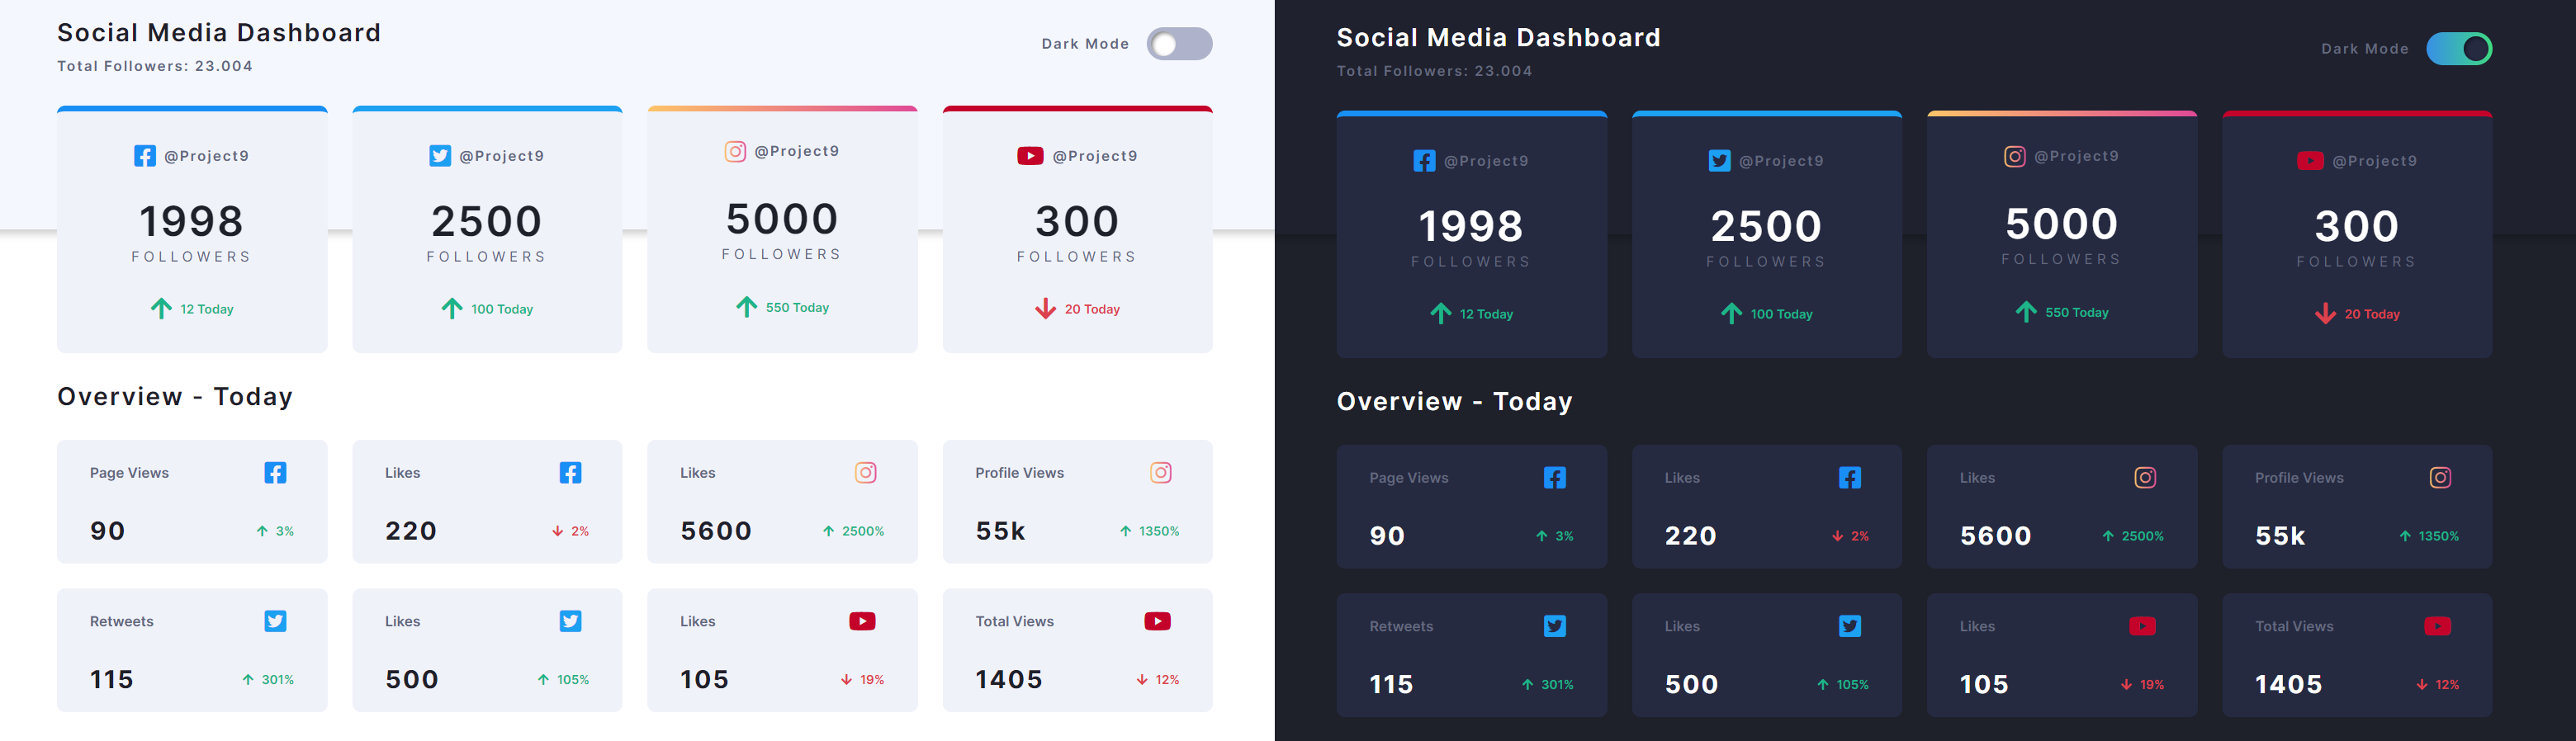 Social Media Dashboard
Total Followers: 23.004
Dark Mode
@Project9
1998
FOLLOWERS
12 Today
@Project9
2500
FOLLOWERS
100 Today
@Project9
5000
FOLLOWERS
550 Today
@Project9
300
FOLLOWERS
20 Today
Overview - Today
Page Views
90
3%
Likes
220
2%
Likes
5600
2500%
Profile Views
55k
1350%
Retweets
115
301%
Likes
500
105%
Likes
105
19%
Total Views
1405
12%
Social Media Dashboard
Total Followers: 23.004
Dark Mode
@Project9
1998
FOLLOWERS
12 Today
@Project9
2500
FOLLOWERS
100 Today
@Project9
5000
FOLLOWERS
550 Today
@Project9
300
FOLLOWERS
20 Today
Overview - Today
Page Views
90
3%
Likes
220
2%
Likes
5600
2500%
Profile Views
55k
1350%
Retweets
115
301%
Likes
500
105%
Likes
105
19%
Total Views
1405
12%